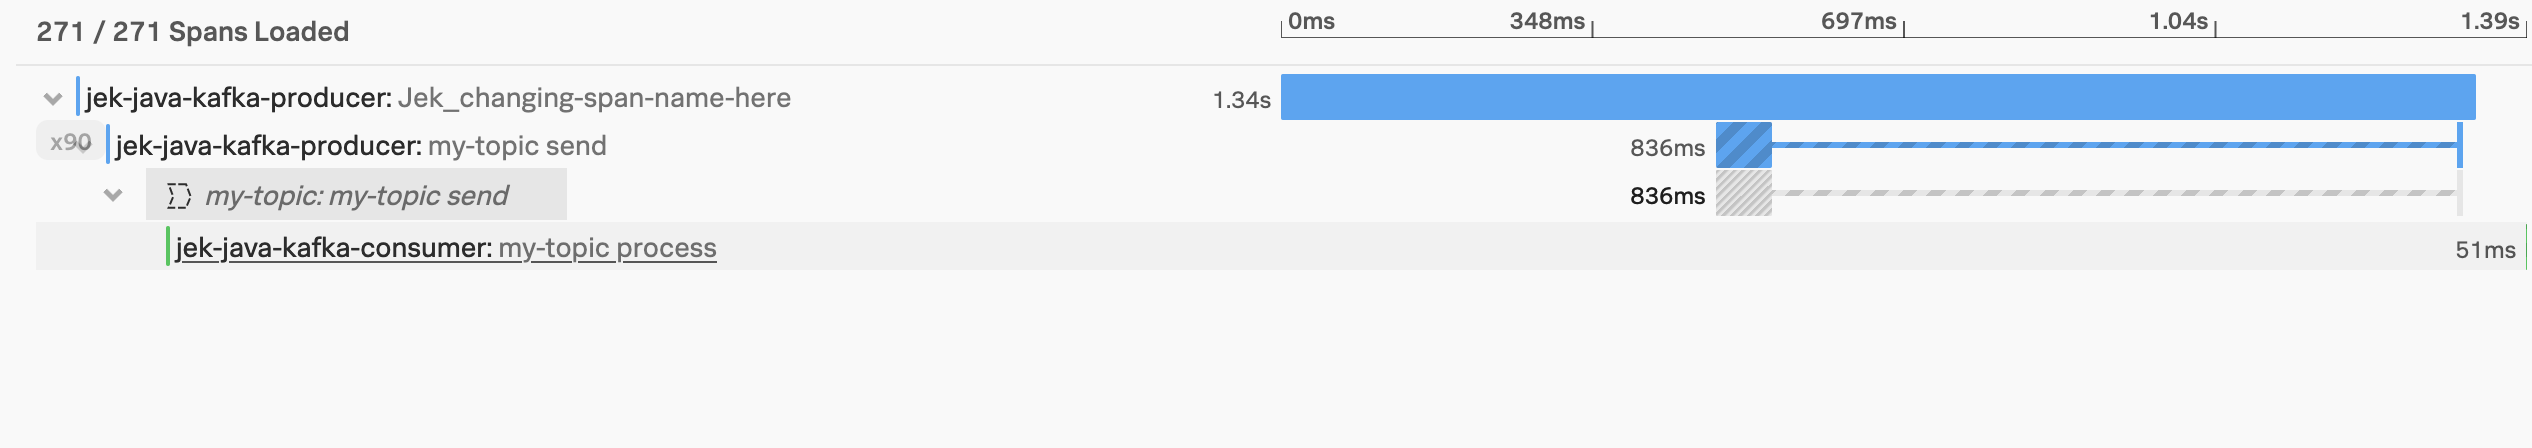 271 / 271 Spans Loaded
0ms 348ms 697ms 1.04s 1.39s
jek-java-kafka-producer: Jek_changing-span-name-here 1.34s
x90 jek-java-kafka-producer: my-topic send 836ms
my-topic: my-topic send 836ms
jek-java-kafka-consumer: my-topic process 51ms